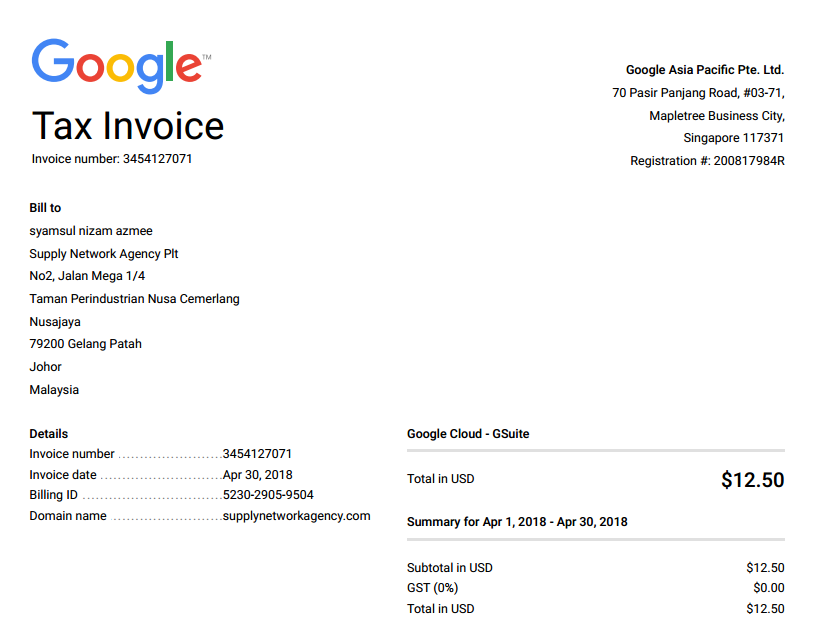 Google™
Tax Invoice
Invoice number: 3454127071
Google Asia Pacific Pte. Ltd.
70 Pasir Panjang Road, #03-71,
Mapletree Business City,
Singapore 117371
Registration #: 200817984R
Bill to
syamsul nizam azmee
Supply Network Agency Plt
No2, Jalan Mega 1/4
Taman Perindustrian Nusa Cemerlang
Nusajaya
79200 Gelang Patah
Johor
Malaysia
Details
Invoice number ........................ 3454127071
Invoice date ............................ Apr 30, 2018
Billing ID ................................ 5230-2905-9504
Domain name ......................... supplynetworkagency.com
Google Cloud - GSuite
Total in USD $12.50
Summary for Apr 1, 2018 - Apr 30, 2018
Subtotal in USD $12.50
GST (0%) $0.00
Total in USD $12.50